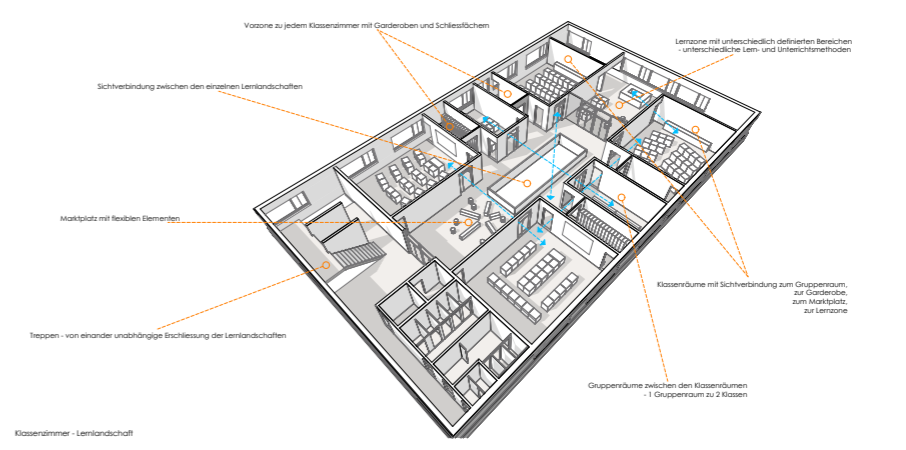 Vorzone zu jedem Klassenzimmer mit Garderoben und Schliessfächern
Lernzone mit unterschiedlich definierten Bereichen
- unterschiedliche Lern- und Unterrichtsmethoden
Sichtverbindung zwischen den einzelnen Lernlandschaften
Marktplatz mit flexiblen Elementen
Klassenräume mit Sichtverbindung zum Gruppenraum,
zur Garderobe,
zum Marktplatz,
zur Lernzone
Treppen - von einander unabhängige Erschliessung der Lernlandschaften
Gruppenräume zwischen den Klassenräumen
- 1 Gruppenraum zu 2 Klassen
Klassenzimmer - Lernlandschaft